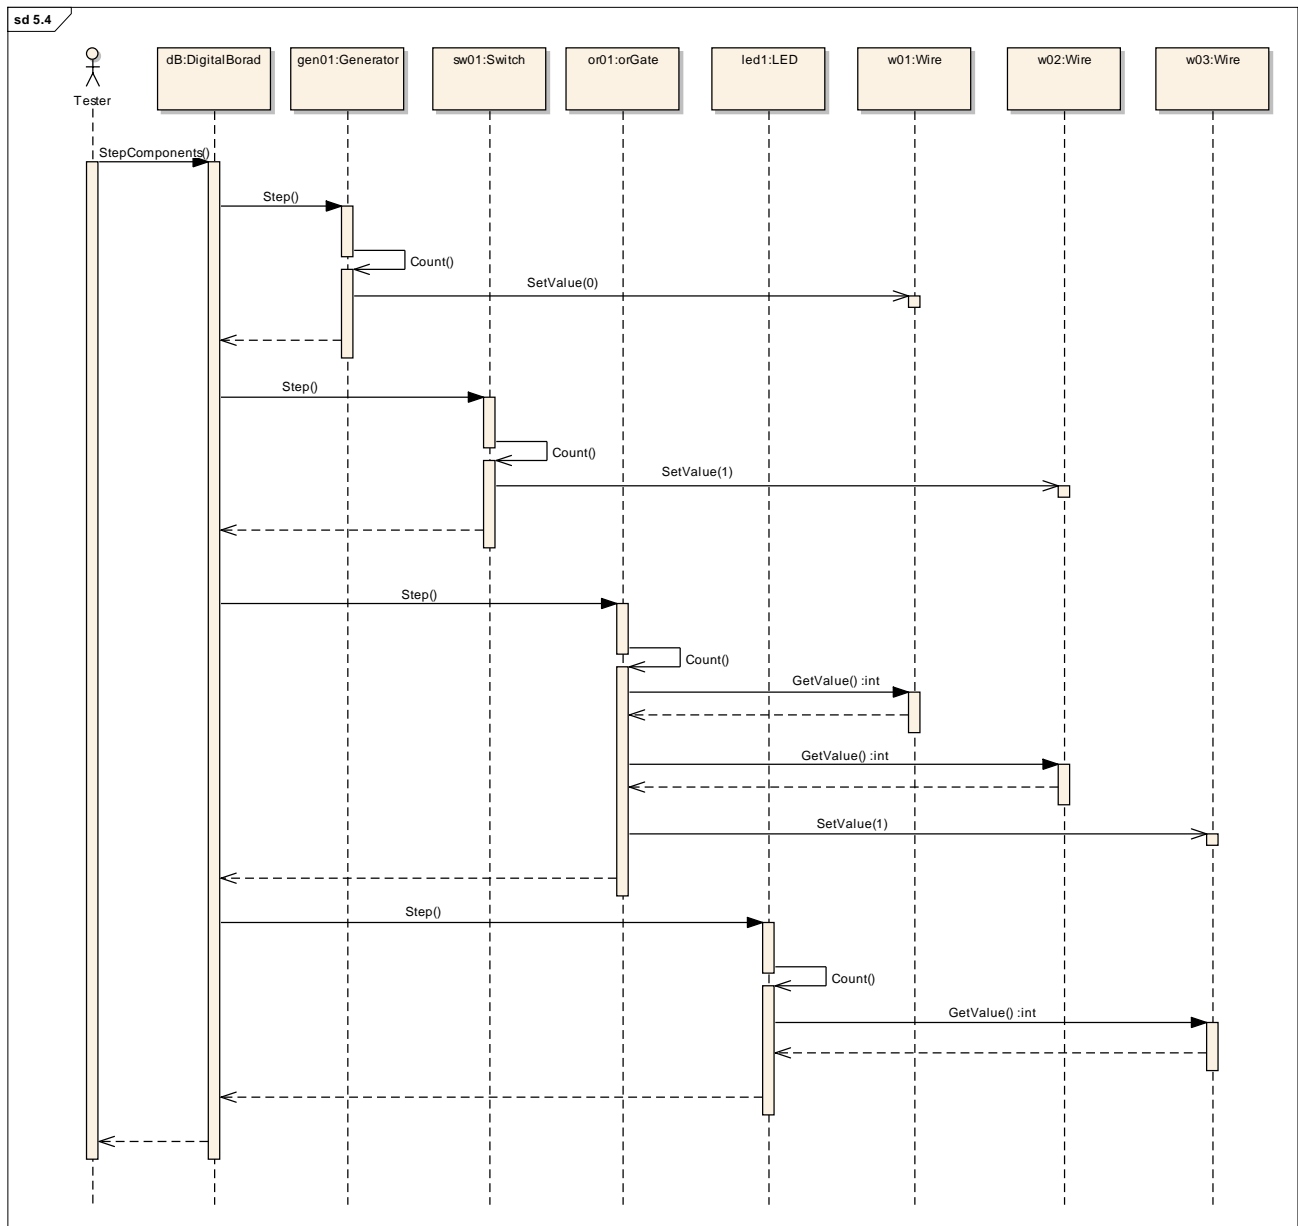 sd 5.4
Tester
dB:DigitalBorad
gen01:Generator
sw01:Switch
or01:orGate
led1:LED
w01:Wire
w02:Wire
w03:Wire
StepComponents()
Step()
Count()
SetValue(0)
Step()
Count()
SetValue(1)
Step()
Count()
GetValue() :int
GetValue() :int
SetValue(1)
Step()
Count()
GetValue() :int